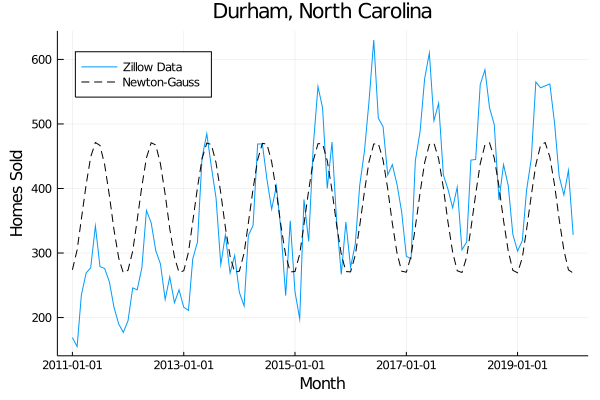 Durham, North Carolina
Homes Sold
600
500
400
300
200
Zillow Data
Newton-Gauss
2011-01-01
2013-01-01
2015-01-01
2017-01-01
2019-01-01
Month